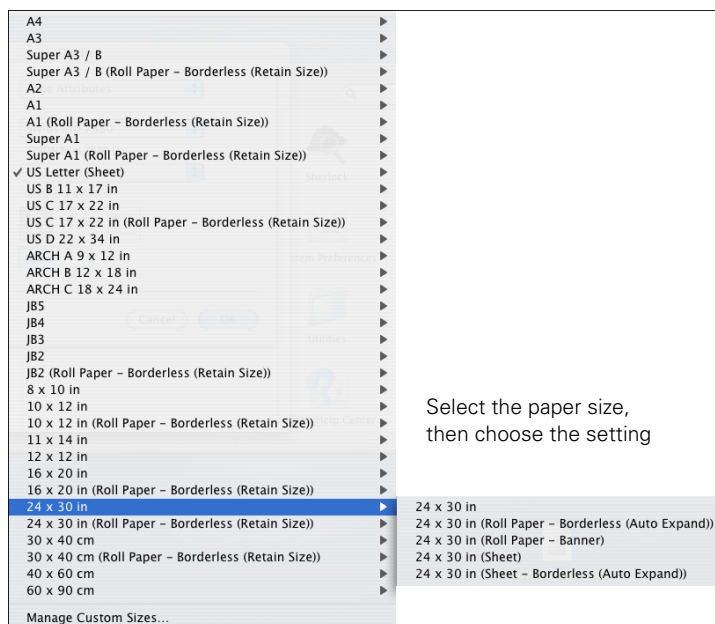 A4
A3
Super A3 / B
Super A3 / B (Roll Paper – Borderless (Retain Size))
A2
A1
A1 (Roll Paper – Borderless (Retain Size))
Super A1
Super A1 (Roll Paper – Borderless (Retain Size))
✓ US Letter (Sheet)
US B 11 x 17 in
US C 17 x 22 in
US C 17 x 22 in (Roll Paper – Borderless (Retain Size))
US D 22 x 34 in
ARCH A 9 x 12 in
ARCH B 12 x 18 in
ARCH C 18 x 24 in
JB5
JB4
JB3
JB2
JB2 (Roll Paper – Borderless (Retain Size))
8 x 10 in
10 x 12 in
10 x 12 in (Roll Paper – Borderless (Retain Size))
11 x 14 in
12 x 12 in
16 x 20 in
16 x 20 in (Roll Paper – Borderless (Retain Size))
24 x 30 in
24 x 30 in (Roll Paper – Borderless (Retain Size))
30 x 40 cm
30 x 40 cm (Roll Paper – Borderless (Retain Size))
40 x 60 cm
60 x 90 cm
Manage Custom Sizes...
Attributes
Sherlock
Preferences
Cancel
OK
Utilities
Help Center
Select the paper size,
then choose the setting
24 x 30 in
24 x 30 in (Roll Paper – Borderless (Auto Expand))
24 x 30 in (Roll Paper – Banner)
24 x 30 in (Sheet)
24 x 30 in (Sheet – Borderless (Auto Expand))